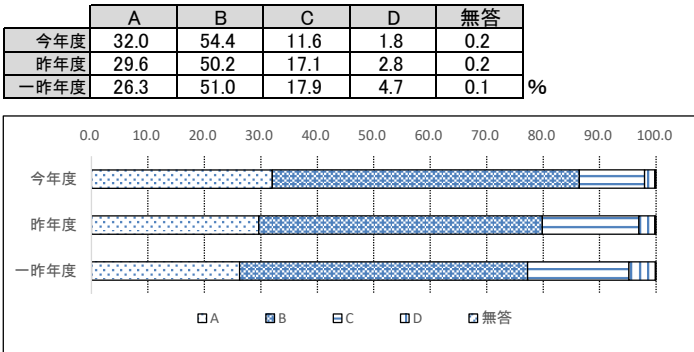 A B C D 無答
今年度 32.0 54.4 11.6 1.8 0.2
昨年度 29.6 50.2 17.1 2.8 0.2
一昨年度 26.3 51.0 17.9 4.7 0.1 %
0.0 10.0 20.0 30.0 40.0 50.0 60.0 70.0 80.0 90.0 100.0
今年度
昨年度
一昨年度
A B C D 無答